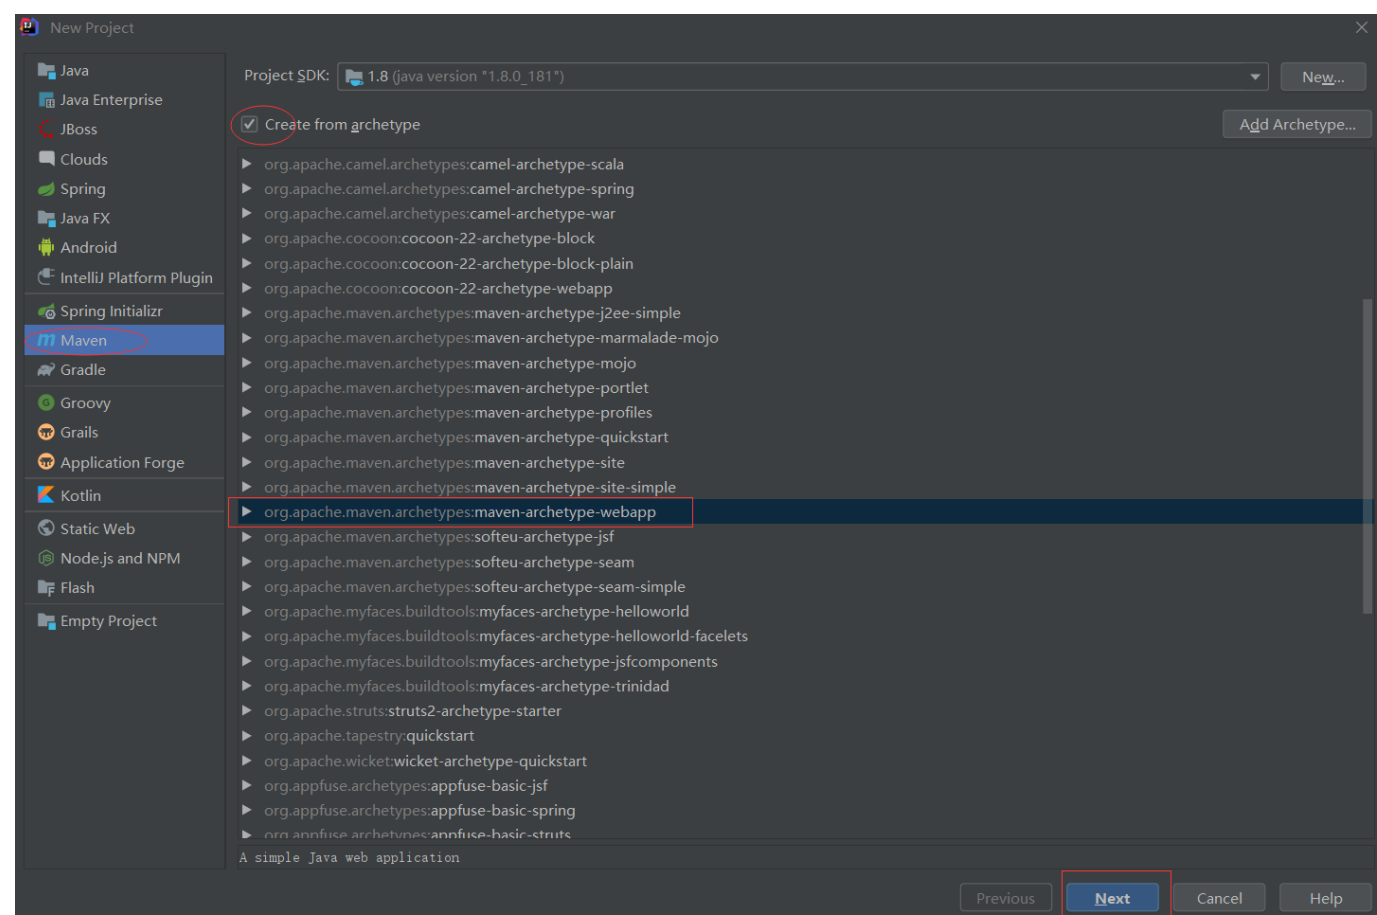 New Project
Java
Java Enterprise
JBoss
Clouds
Spring
Java FX
Android
IntelliJ Platform Plugin
Spring Initializr
Maven
Gradle
Groovy
Grails
Application Forge
Kotlin
Static Web
Node.js and NPM
Flash
Empty Project
Project SDK: 1.8 (java version "1.8.0_181") New...
Create from archetype Add Archetype...
org.apache.camel.archetypes:camel-archetype-scala
org.apache.camel.archetypes:camel-archetype-spring
org.apache.camel.archetypes:camel-archetype-war
org.apache.cocoon:cocoon-22-archetype-block
org.apache.cocoon:cocoon-22-archetype-block-plain
org.apache.cocoon:cocoon-22-archetype-webapp
org.apache.maven.archetypes:maven-archetype-j2ee-simple
org.apache.maven.archetypes:maven-archetype-marmalade-mojo
org.apache.maven.archetypes:maven-archetype-mojo
org.apache.maven.archetypes:maven-archetype-portlet
org.apache.maven.archetypes:maven-archetype-profiles
org.apache.maven.archetypes:maven-archetype-quickstart
org.apache.maven.archetypes:maven-archetype-site
org.apache.maven.archetypes:maven-archetype-site-simple
org.apache.maven.archetypes:maven-archetype-webapp
org.apache.maven.archetypes:softeu-archetype-jsf
org.apache.maven.archetypes:softeu-archetype-seam
org.apache.maven.archetypes:softeu-archetype-seam-simple
org.apache.myfaces.buildtools:myfaces-archetype-helloworld
org.apache.myfaces.buildtools:myfaces-archetype-helloworld-facelets
org.apache.myfaces.buildtools:myfaces-archetype-jsfcomponents
org.apache.myfaces.buildtools:myfaces-archetype-trinidad
org.apache.struts:struts2-archetype-starter
org.apache.tapestry:quickstart
org.apache.wicket:wicket-archetype-quickstart
org.appfuse.archetypes:appfuse-basic-jsf
org.appfuse.archetypes:appfuse-basic-spring
org.appfuse.archetypes:appfuse-basic-struts
A simple Java web application
Previous Next Cancel Help